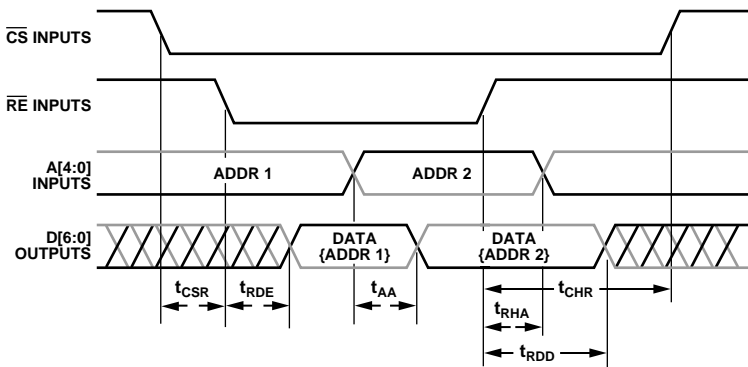 CS INPUTS
RE INPUTS
A[4:0]
INPUTS
ADDR 1
ADDR 2
D[6:0]
OUTPUTS
DATA
{ADDR 1}
DATA
{ADDR 2}
tCSR
tRDE
tAA
tCHR
tRHA
tRDD